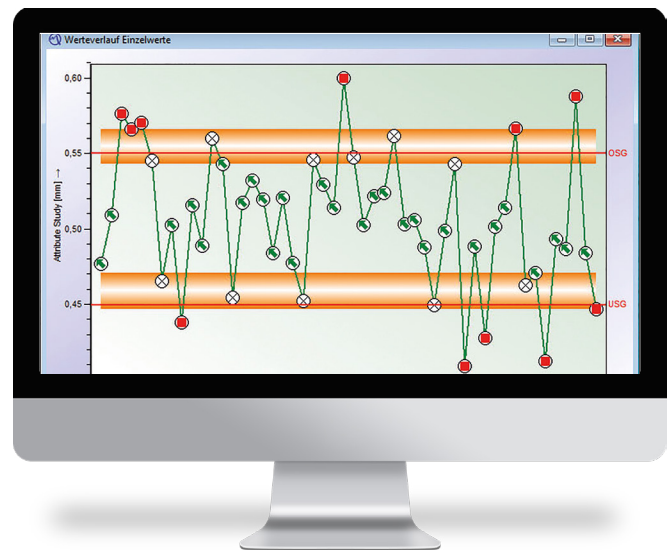 Werteverlauf Einzelwerte
0,60
0,55
0,50
0,45
Attribute Study [mm] →
OSG
USG